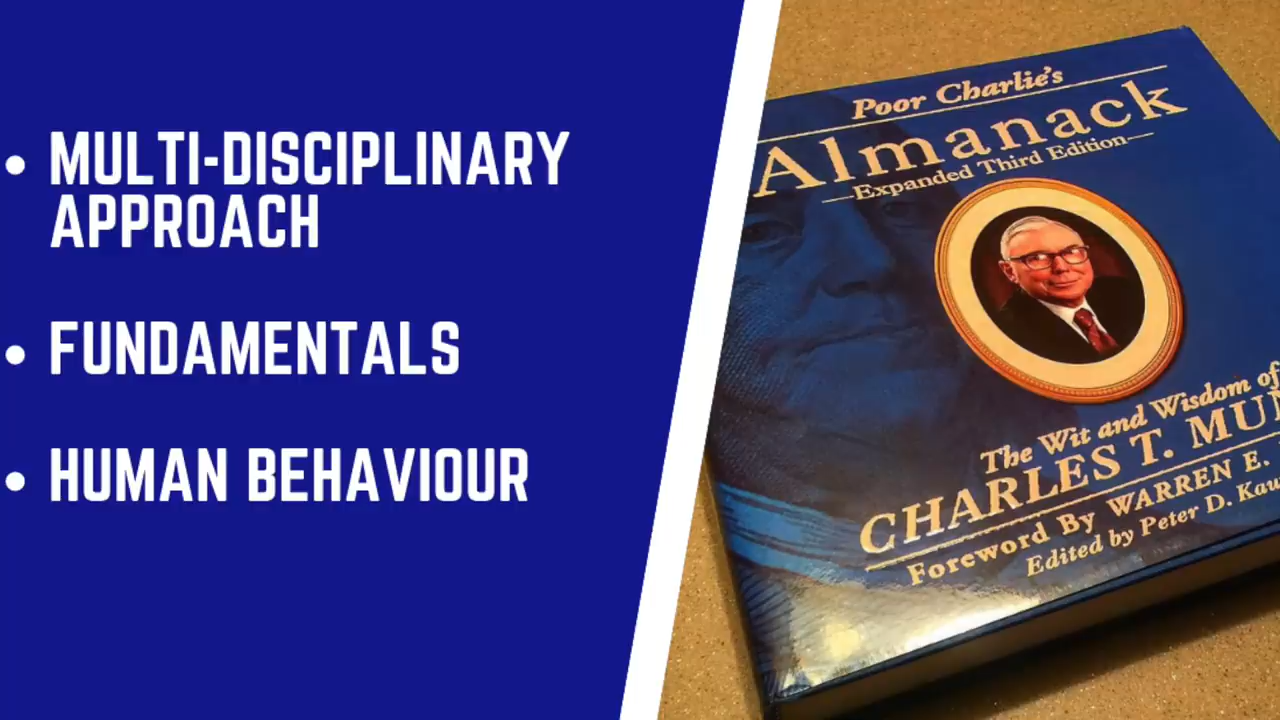 • MULTI-DISCIPLINARY
APPROACH
• FUNDAMENTALS
• HUMAN BEHAVIOUR
Poor Charlie's
Almanack
—Expanded Third Edition—
The Wit and Wisdom of
CHARLES T.
Foreword By WARREN E.
Edited by Peter D.